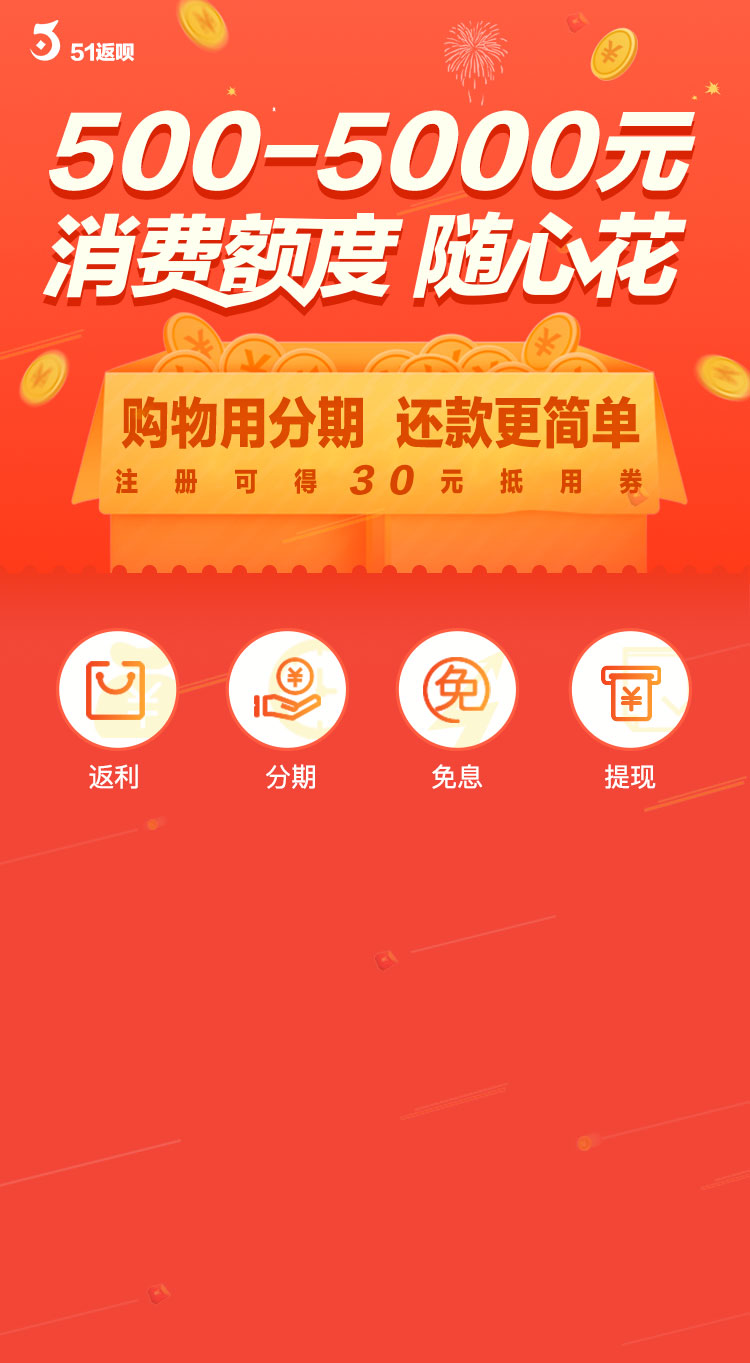 51返呗
500-5000元
消费额度 随心花
购物用分期 还款更简单
注册可得30元抵用券
免
返利 分期 免息 提现